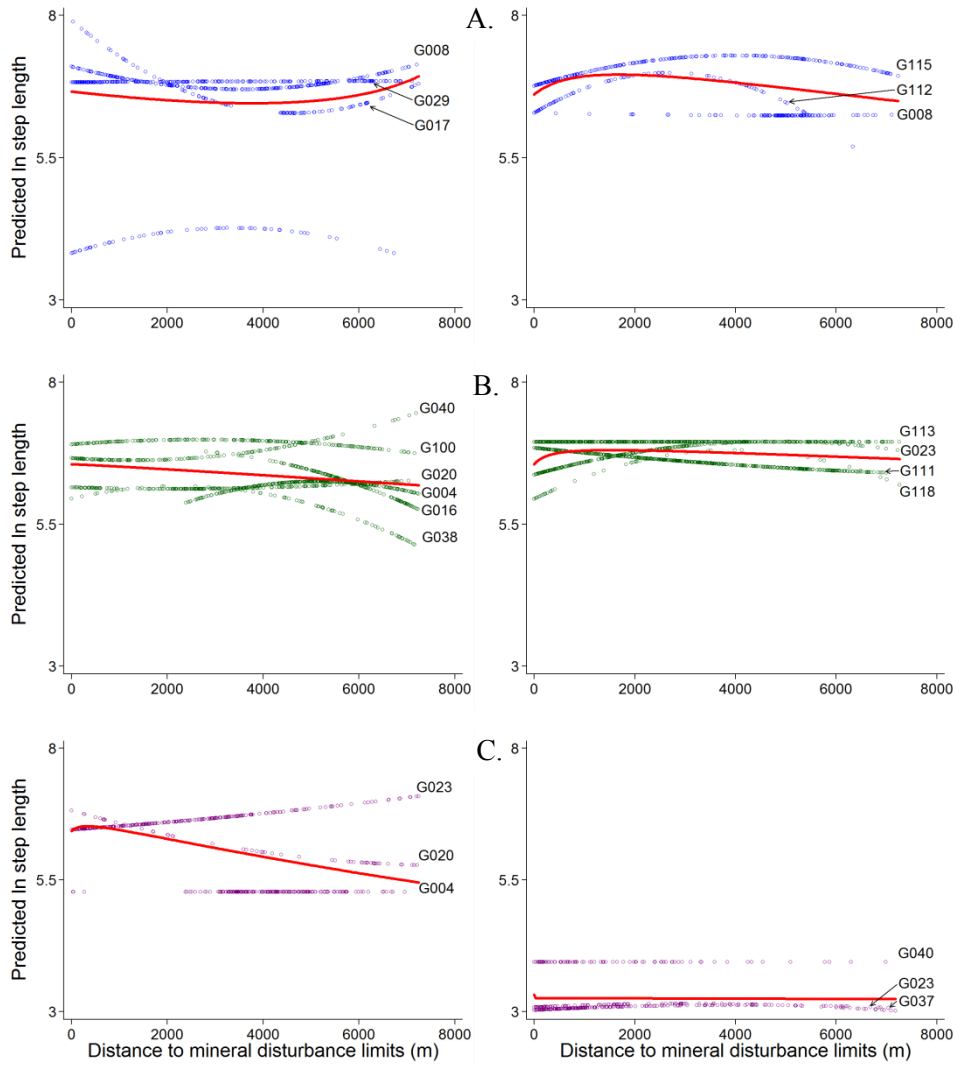 A.
Predicted ln step length
8
5.5
3
G008
G029
G017
0 2000 4000 6000 8000
8
5.5
3
G115
G112
G008
0 2000 4000 6000 8000
B.
Predicted ln step length
8
5.5
3
G040
G100
G020
G004
G016
G038
0 2000 4000 6000 8000
8
5.5
3
G113
G023
G111
G118
0 2000 4000 6000 8000
C.
Predicted ln step length
8
5.5
3
G023
G020
G004
0 2000 4000 6000 8000
Distance to mineral disturbance limits (m)
8
5.5
3
G040
G023
G037
0 2000 4000 6000 8000
Distance to mineral disturbance limits (m)